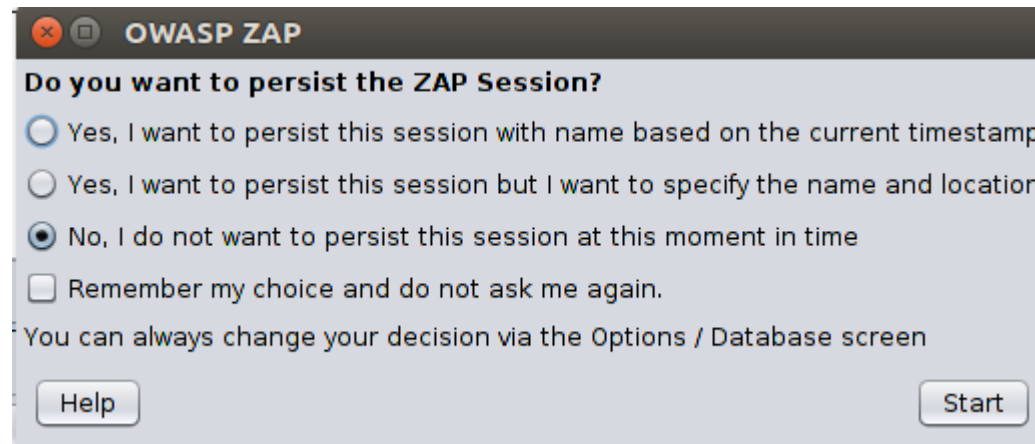 OWASP ZAP
Do you want to persist the ZAP Session?
Yes, I want to persist this session with name based on the current timestamp
Yes, I want to persist this session but I want to specify the name and location
No, I do not want to persist this session at this moment in time
Remember my choice and do not ask me again.
You can always change your decision via the Options / Database screen
Help Start